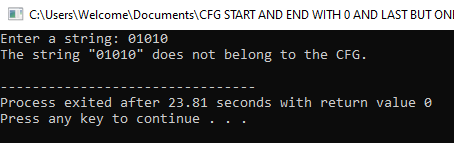 C:\Users\Welcome\Documents\CFG START AND END WITH 0 AND LAST BUT ONE
Enter a string: 01010
The string "01010" does not belong to the CFG.
--------------------------------
Process exited after 23.81 seconds with return value 0
Press any key to continue . . .